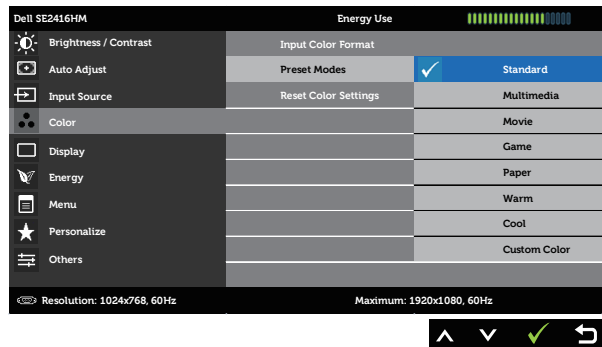 Dell SE2416HM
Energy Use
Brightness / Contrast
Auto Adjust
Input Source
Color
Display
Energy
Menu
Personalize
Others
Input Color Format
Preset Modes
Reset Color Settings
Standard
Multimedia
Movie
Game
Paper
Warm
Cool
Custom Color
Resolution: 1024x768, 60Hz
Maximum: 1920x1080, 60Hz